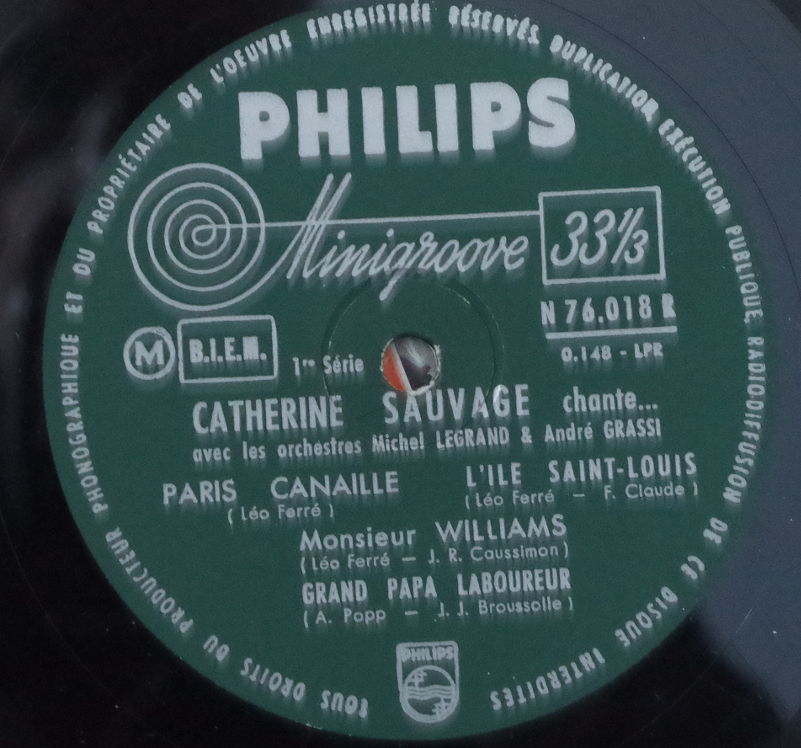 TOUS DROITS DU PRODUCTEUR PHONOGRAPHIQUE ET DU PROPRIÉTAIRE DE L'OEUVRE ENREGISTRÉE RÉSERVÉS DUPLICATION EXÉCUTION PUBLIQUE RADIODIFFUSION DE CE DISQUE INTERDITES
PHILIPS
Minigroove 33 1/3
N 76.018 R
M B.I.E.M. 1re Série 0.148 - LPR
CATHERINE SAUVAGE chante...
avec les orchestres Michel LEGRAND & André GRASSI
PARIS CANAILLE
(Léo Ferré)
L'ILE SAINT-LOUIS
(Léo Ferré - F. Claude)
Monsieur WILLIAMS
(Léo Ferré - J. R. Caussimon)
GRAND PAPA LABOUREUR
(A. Popp - J. J. Broussolle)
PHILIPS